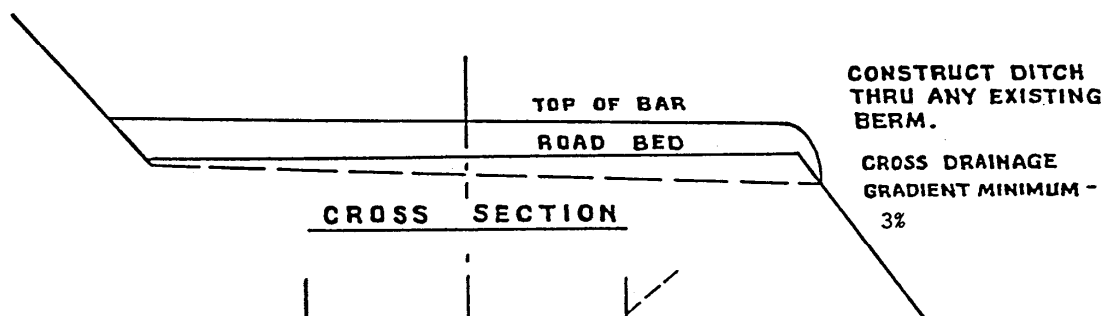 TOP OF BAR
ROAD BED
CROSS SECTION
CONSTRUCT DITCH
THRU ANY EXISTING
BERM.
CROSS DRAINAGE
GRADIENT MINIMUM -
3%